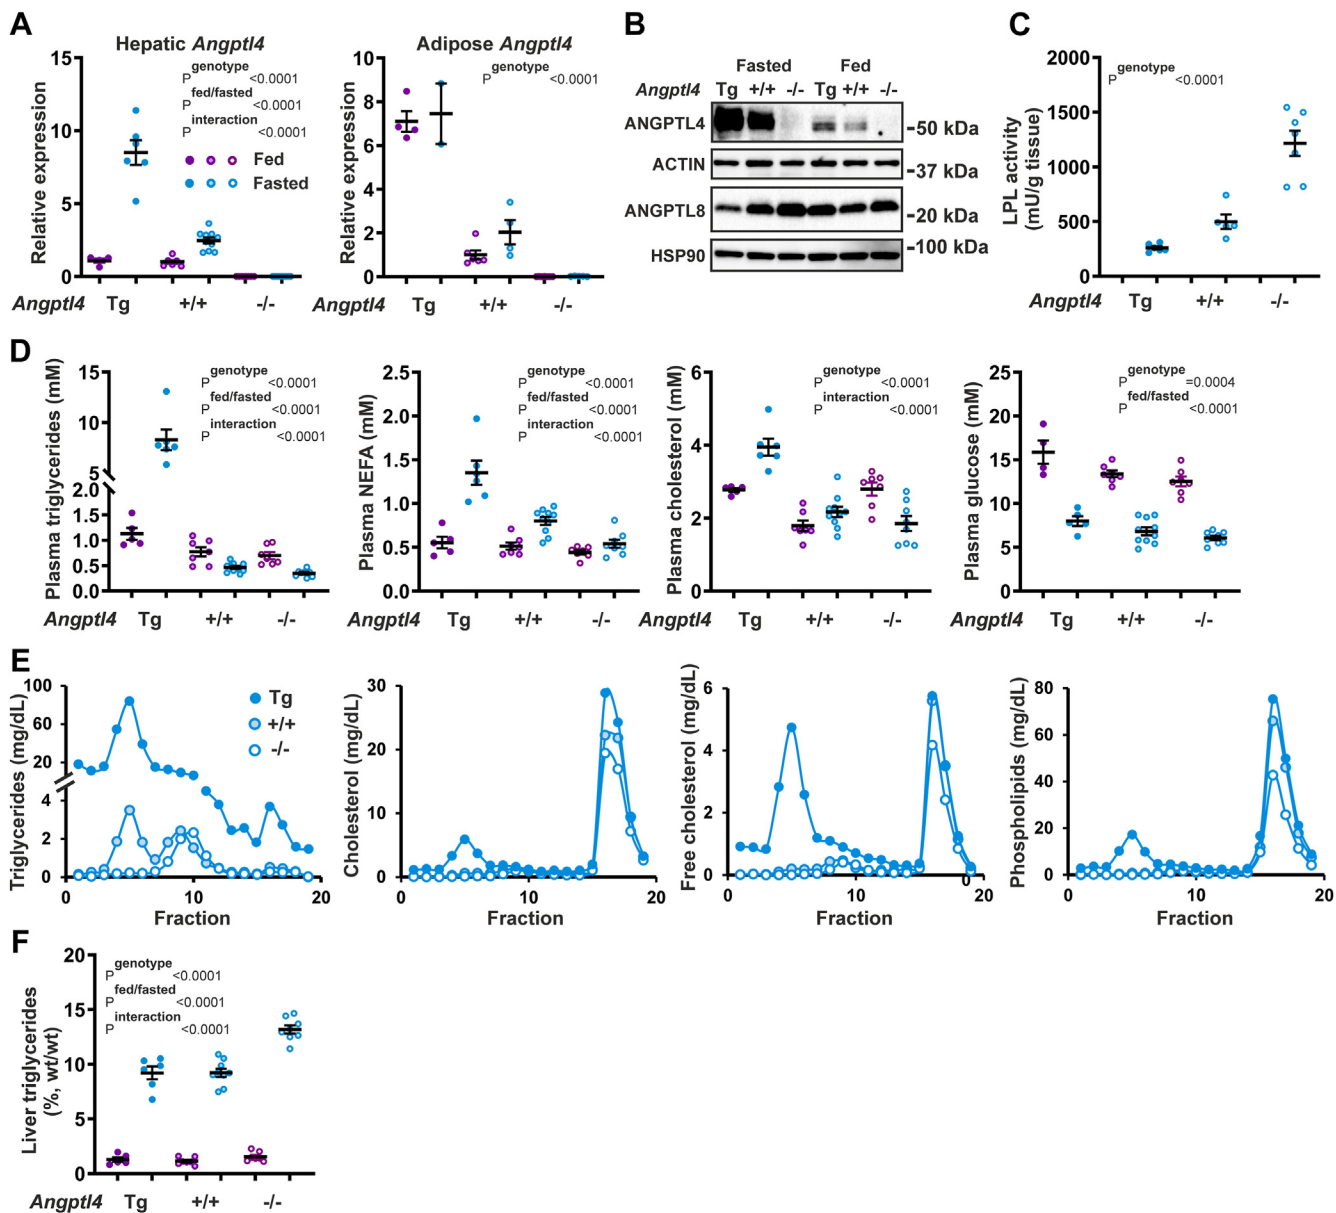 A
Hepatic Angptl4
Relative expression
15
10
5
0
P genotype <0.0001
P fed/fasted <0.0001
P interaction <0.0001
Fed
Fasted
Angptl4 Tg +/+ -/-
Adipose Angptl4
Relative expression
10
8
6
4
2
0
P genotype <0.0001
Tg +/+ -/-
Angptl4
B
Fasted Fed
Angptl4 Tg +/+ -/- Tg +/+ -/-
ANGPTL4 -50 kDa
ACTIN -37 kDa
ANGPTL8 -20 kDa
HSP90 -100 kDa
C
LPL activity
(mU/g tissue)
2000
1500
1000
500
0
P genotype <0.0001
Angptl4 Tg +/+ -/-
D
Plasma triglycerides (mM)
15
10
5
2.0
1.5
1.0
0.5
0.0
P genotype <0.0001
P fed/fasted <0.0001
P interaction <0.0001
Angptl4 Tg +/+ -/-
Plasma NEFA (mM)
2.5
2.0
1.5
1.0
0.5
0.0
P genotype <0.0001
P fed/fasted <0.0001
P interaction <0.0001
Angptl4 Tg +/+ -/-
Plasma cholesterol (mM)
6
4
2
0
P genotype <0.0001
P interaction <0.0001
Angptl4 Tg +/+ -/-
Plasma glucose (mM)
20
15
10
5
0
P genotype =0.0004
P fed/fasted <0.0001
Angptl4 Tg +/+ -/-
E
Triglycerides (mg/dL)
100
60
20
4
2
0
Tg
+/+
-/-
0 10 20
Fraction
Cholesterol (mg/dL)
30
20
10
0
0 10 20
Fraction
Free cholesterol (mg/dL)
6
4
2
0
0 10 0 20
Fraction
Phospholipids (mg/dL)
80
60
40
20
0
0 10 20
Fraction
F
Liver triglycerides
(%, wt/wt)
20
15
10
5
0
P genotype <0.0001
P fed/fasted <0.0001
P interaction <0.0001
Angptl4 Tg +/+ -/-